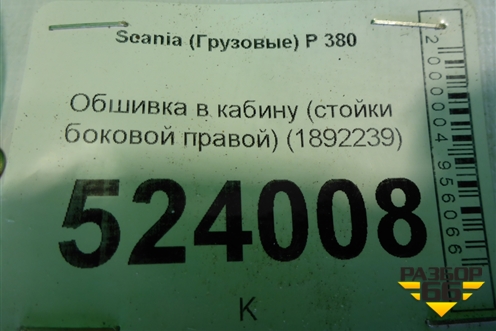 Scania (Грузовые) P 380
Обшивка в кабину (стойки
боковой правой) (1892239)
524008
К
2000004956066
РАЗБОР
66